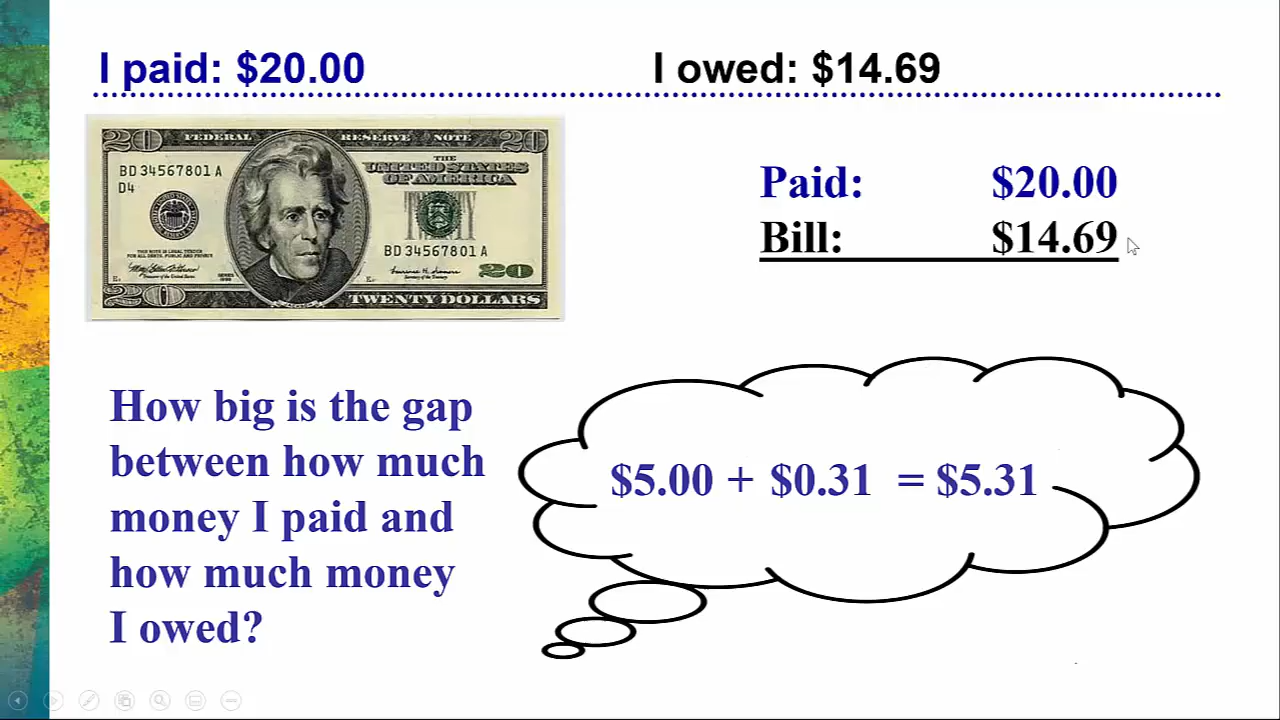 I paid: $20.00 I owed: $14.69
20 FEDERAL RESERVE NOTE 20
THE
UNITED STATES
OF AMERICA
BD 34567801 A
D4
BD 34567801 A
20
20 TWENTY DOLLARS
Paid: $20.00
Bill: $14.69
How big is the gap
between how much
money I paid and
how much money
I owed?
$5.00 + $0.31 = $5.31